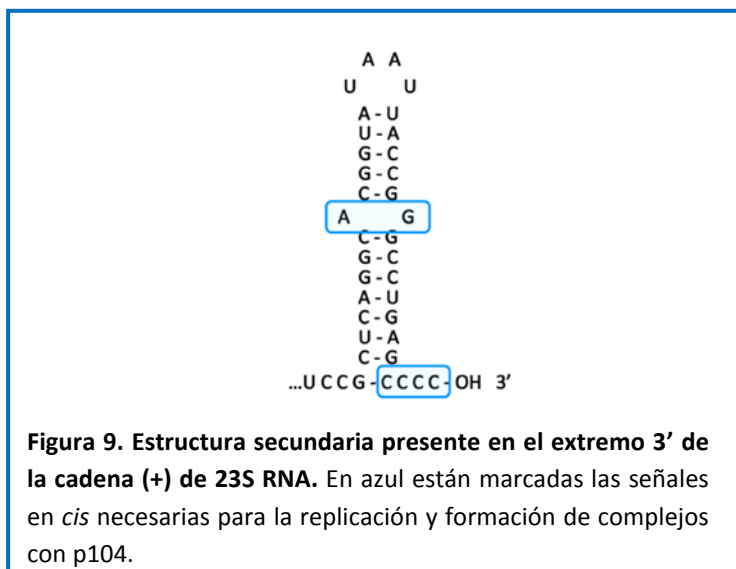 A A
U U
A - U
U - A
G - C
G - C
C - G
A G
C - G
G - C
G - C
A - U
C - G
U - A
C - G
...U C C G - C C C C - OH 3’
Figura 9. Estructura secundaria presente en el extremo 3’ de
la cadena (+) de 23S RNA. En azul están marcadas las señales
en cis necesarias para la replicación y formación de complejos
con p104.